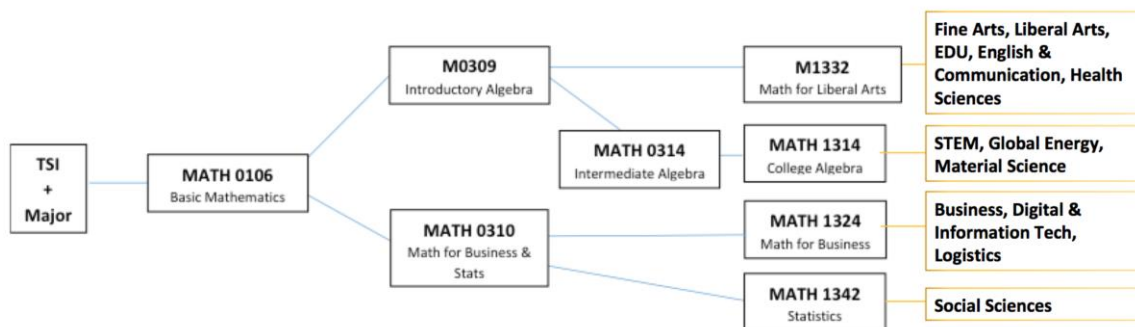 TSI
+
Major
MATH 0106
Basic Mathematics
M0309
Introductory Algebra
MATH 0310
Math for Business &
Stats
MATH 0314
Intermediate Algebra
M1332
Math for Liberal Arts
MATH 1314
College Algebra
MATH 1324
Math for Business
MATH 1342
Statistics
Fine Arts, Liberal Arts,
EDU, English &
Communication, Health
Sciences
STEM, Global Energy,
Material Science
Business, Digital &
Information Tech,
Logistics
Social Sciences